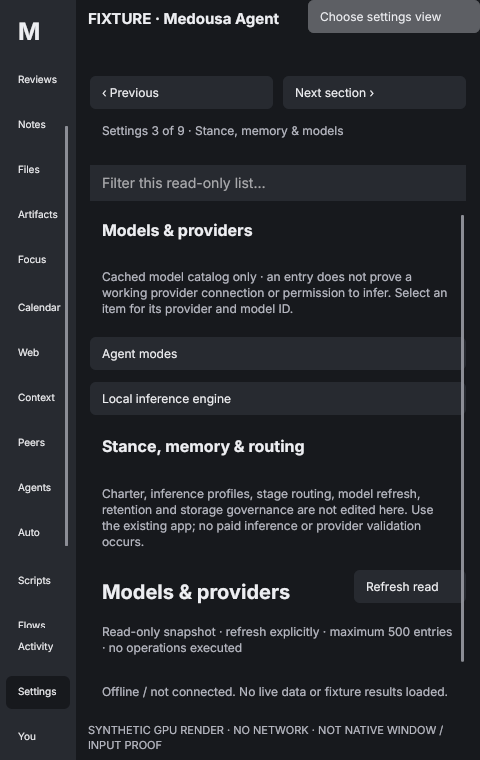 M
Reviews
Notes
Files
Artifacts
Focus
Calendar
Web
Context
Peers
Agents
Auto
Scripts
Flows
Activity
Settings
You
FIXTURE · Medousa Agent
Choose settings view
‹ Previous
Next section ›
Settings 3 of 9 · Stance, memory & models
Filter this read-only list...
Models & providers
Cached model catalog only · an entry does not prove a
working provider connection or permission to infer. Select an
item for its provider and model ID.
Agent modes
Local inference engine
Stance, memory & routing
Charter, inference profiles, stage routing, model refresh,
retention and storage governance are not edited here. Use
the existing app; no paid inference or provider validation
occurs.
Models & providers
Refresh read
Read-only snapshot · refresh explicitly · maximum 500 entries
· no operations executed
Offline / not connected. No live data or fixture results loaded.
SYNTHETIC GPU RENDER · NO NETWORK · NOT NATIVE WINDOW /
INPUT PROOF